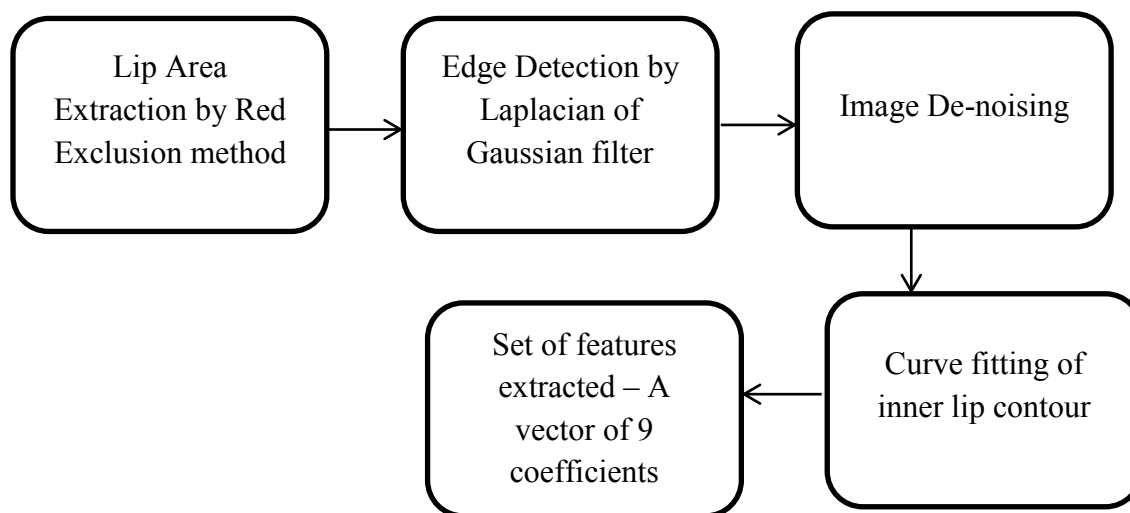 Lip Area
Extraction by Red
Exclusion method
Edge Detection by
Laplacian of
Gaussian filter
Image De-noising
Curve fitting of
inner lip contour
Set of features
extracted – A
vector of 9
coefficients